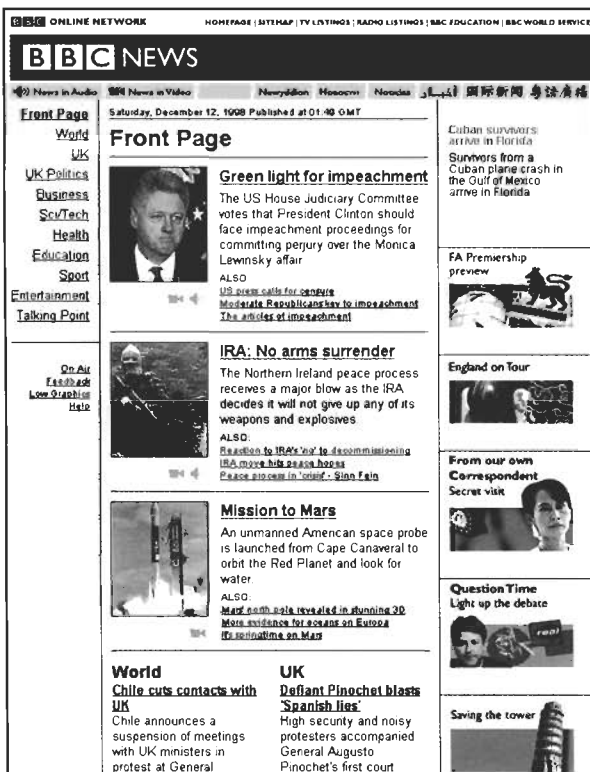 BBC ONLINE NETWORK
HOMEPAGE | SITEMAP | TV LISTINGS | RADIO LISTINGS | BBC EDUCATION | BBC WORLD SERVICE
BBC NEWS
News in Audio News in Video Newyddion Новости Noticias أخبار 国际新闻 粤语广播
Front Page
World
UK
UK Politics
Business
Sci/Tech
Health
Education
Sport
Entertainment
Talking Point
On Air
Feedback
Low Graphics
Help
Saturday, December 12, 1998 Published at 01:49 GMT
Front Page
Green light for impeachment
The US House Judiciary Committee
votes that President Clinton should
face impeachment proceedings for
committing perjury over the Monica
Lewinsky affair
ALSO
US press calls for censure
Moderate Republicans key to impeachment
The articles of impeachment
IRA: No arms surrender
The Northern Ireland peace process
receives a major blow as the IRA
decides it will not give up any of its
weapons and explosives
ALSO:
Reaction to IRA's 'no' to decommissioning
IRA move hits peace hopes
Peace process in 'crisis' - Sinn Fein
Mission to Mars
An unmanned American space probe
is launched from Cape Canaveral to
orbit the Red Planet and look for
water.
ALSO:
Mars' north pole revealed in stunning 3D
More evidence for oceans on Europa
It's springtime on Mars
World
Chile cuts contacts with
UK
Chile announces a
suspension of meetings
with UK ministers in
protest at General
UK
Defiant Pinochet blasts
'Spanish lies'
High security and noisy
protesters accompanied
General Augusto
Pinochet's first court
Cuban survivors
arrive in Florida
Survivors from a
Cuban plane crash in
the Gulf of Mexico
arrive in Florida
FA Premiership
preview
England on Tour
From our own
Correspondent
Secret visit
Question Time
Light up the debate
real
Saving the tower